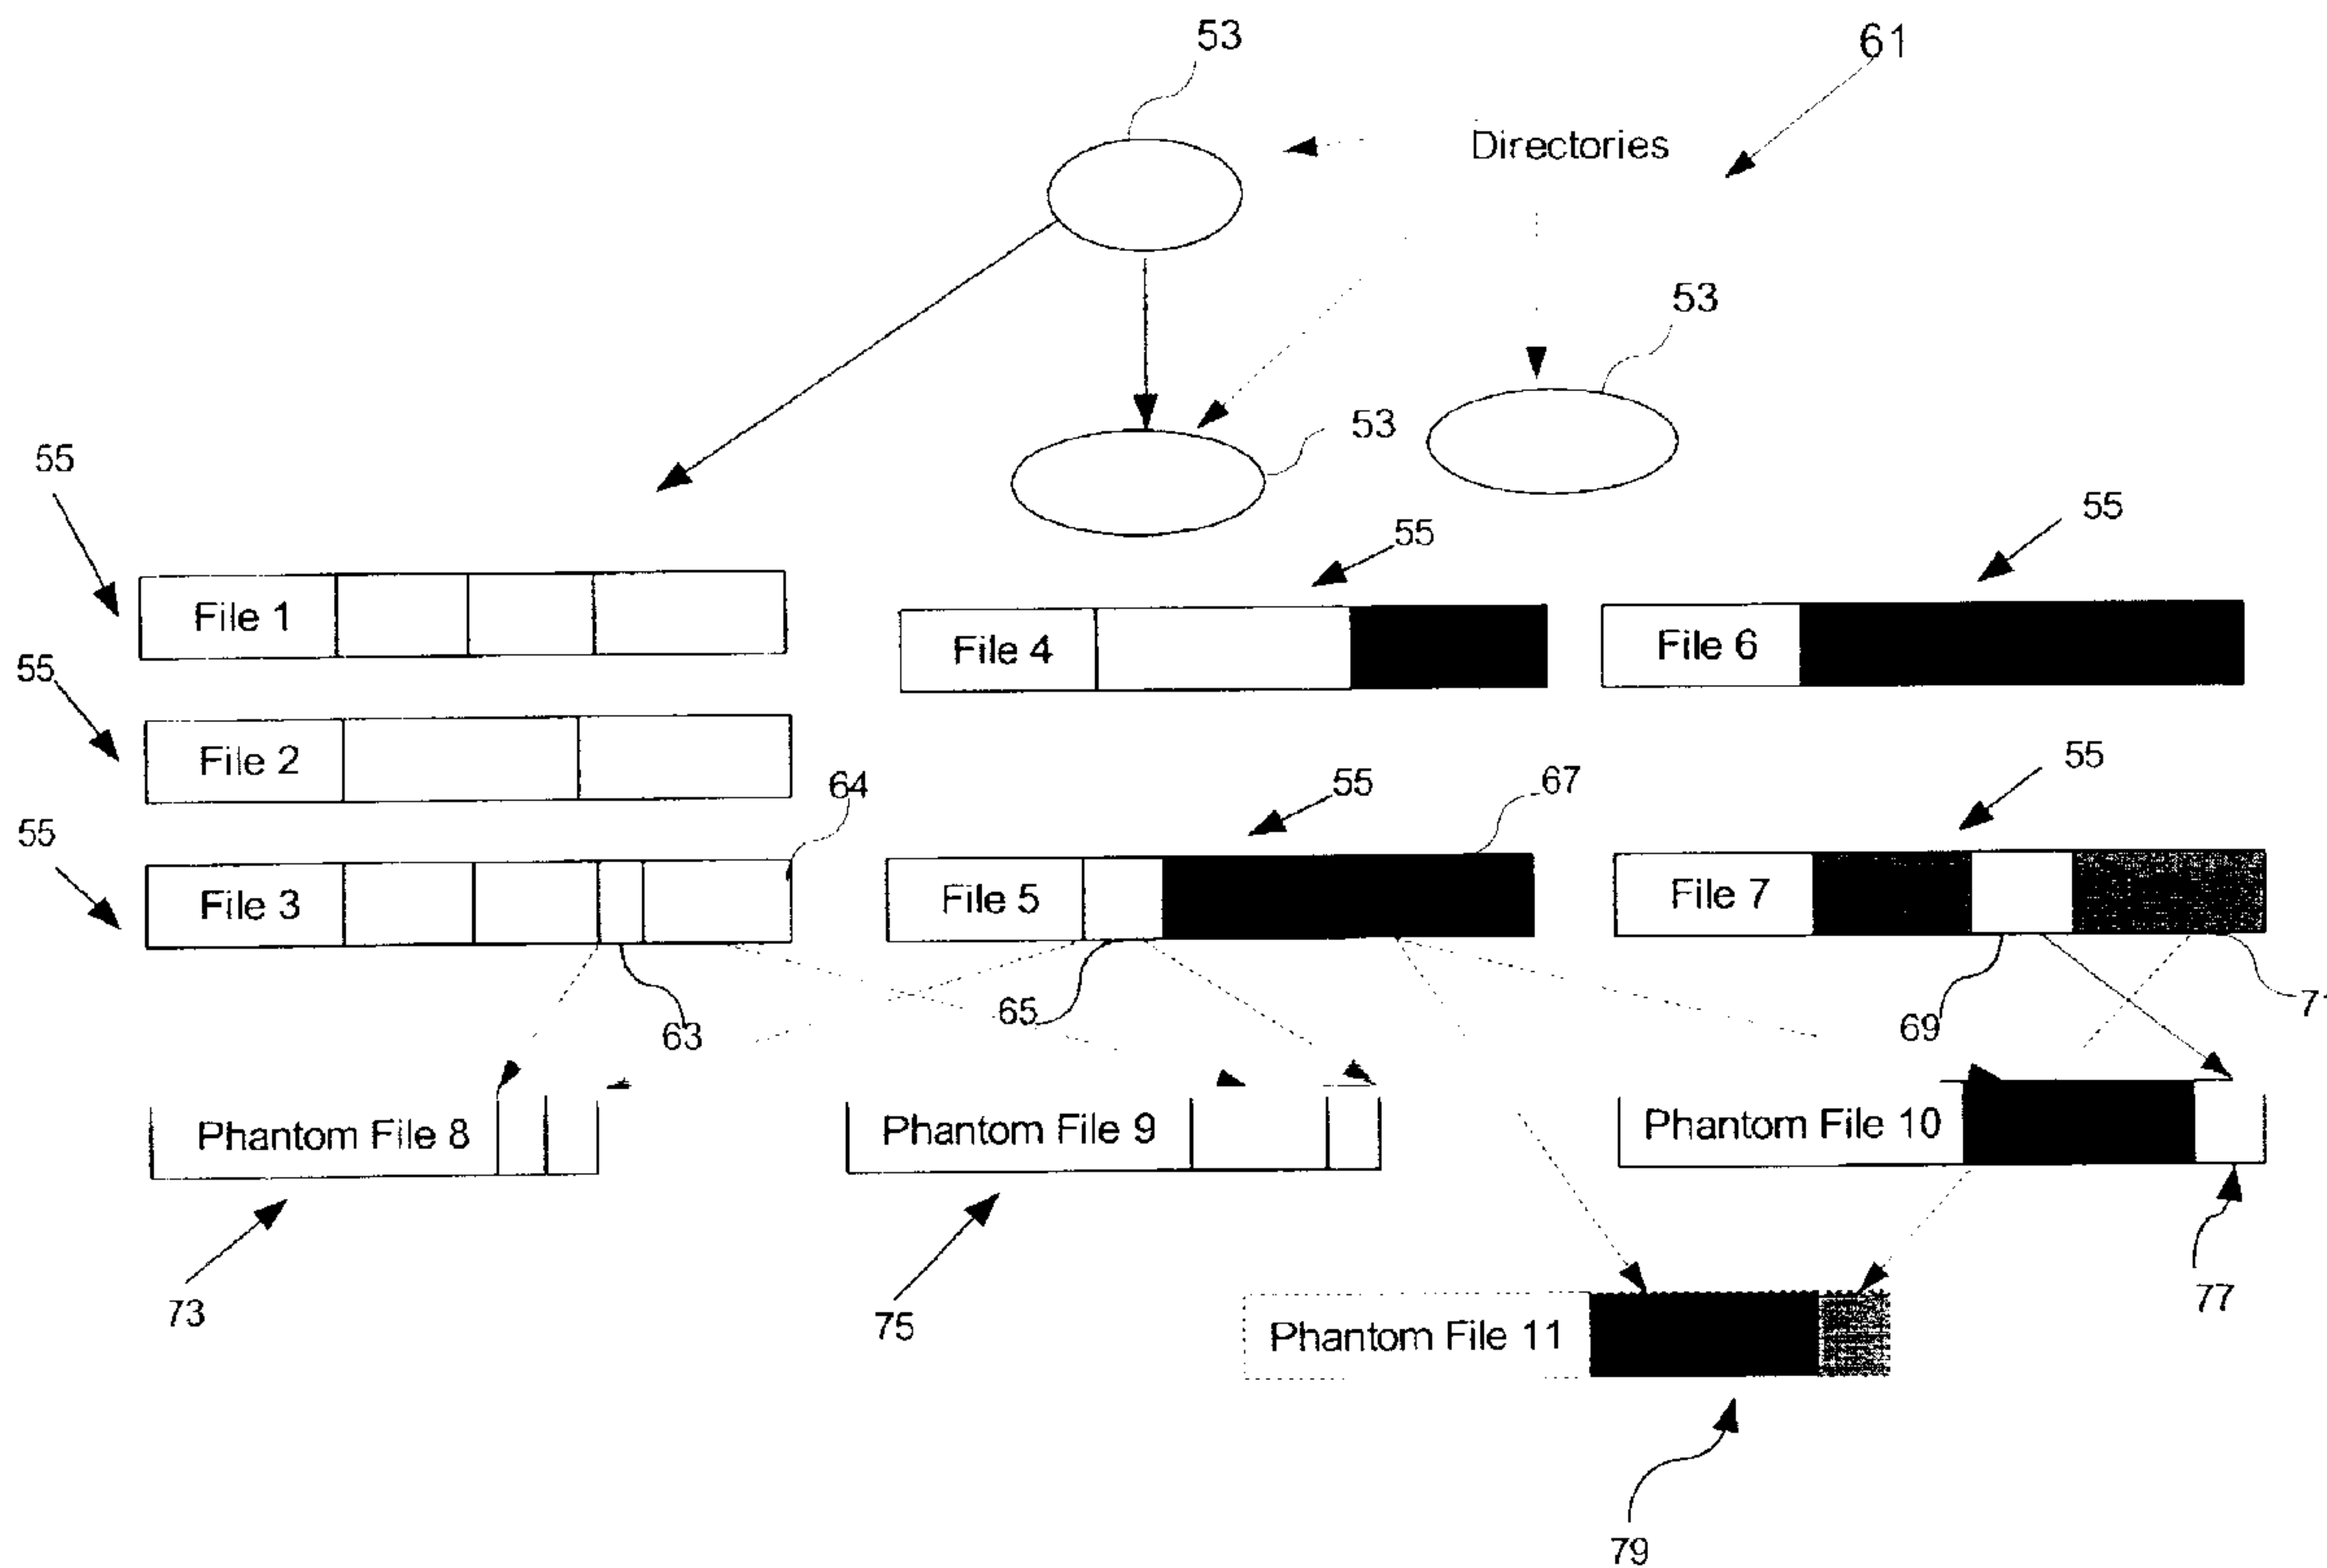 53
61
Directories
53
53
55
55
55
File 1
File 4
File 6
55
File 2
55
55
67
64
55
File 3
File 5
File 7
63
65
69
Phantom File 8
Phantom File 9
Phantom File 10
73
75
77
Phantom File 11
79